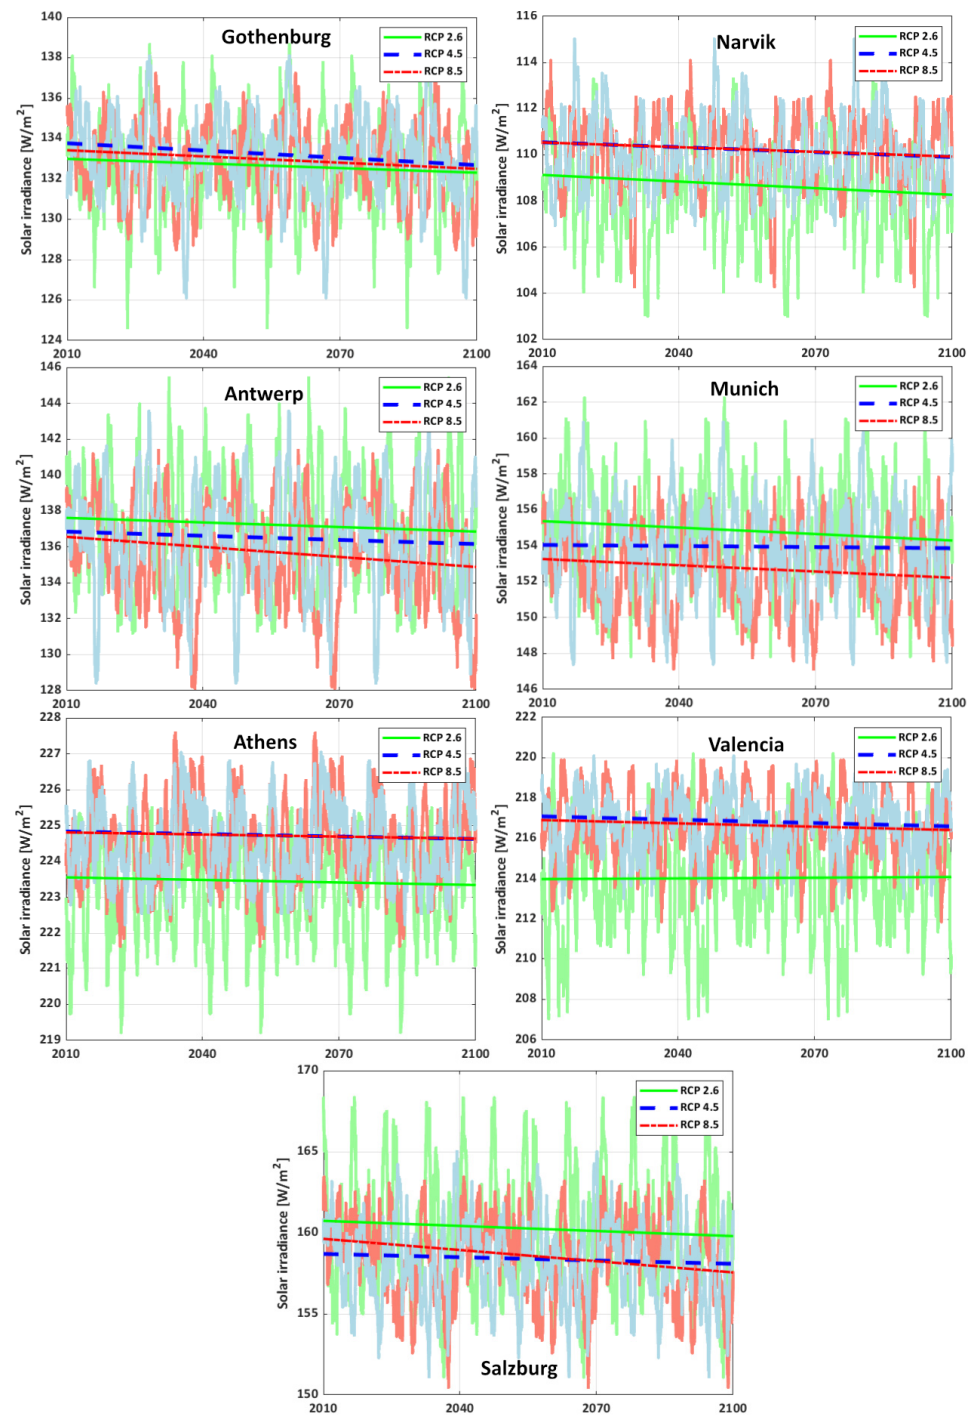 Gothenburg
RCP 2.6
RCP 4.5
RCP 8.5
Solar irradiance [W/m²]
140
138
136
134
132
130
128
126
124
2010
2040
2070
2100
Narvik
RCP 2.6
RCP 4.5
RCP 8.5
Solar irradiance [W/m²]
116
114
112
110
108
106
104
102
2010
2040
2070
2100
Antwerp
RCP 2.6
RCP 4.5
RCP 8.5
Solar irradiance [W/m²]
146
144
142
140
138
136
134
132
130
128
2010
2040
2070
2100
Munich
RCP 2.6
RCP 4.5
RCP 8.5
Solar irradiance [W/m²]
164
162
160
158
156
154
152
150
148
146
2010
2040
2070
2100
Athens
RCP 2.6
RCP 4.5
RCP 8.5
Solar irradiance [W/m²]
228
227
226
225
224
223
222
221
220
219
2010
2040
2070
2100
Valencia
RCP 2.6
RCP 4.5
RCP 8.5
Solar irradiance [W/m²]
222
220
218
216
214
212
210
208
206
2010
2040
2070
2100
RCP 2.6
RCP 4.5
RCP 8.5
Solar irradiance [W/m²]
170
165
160
155
150
Salzburg
2010
2040
2070
2100